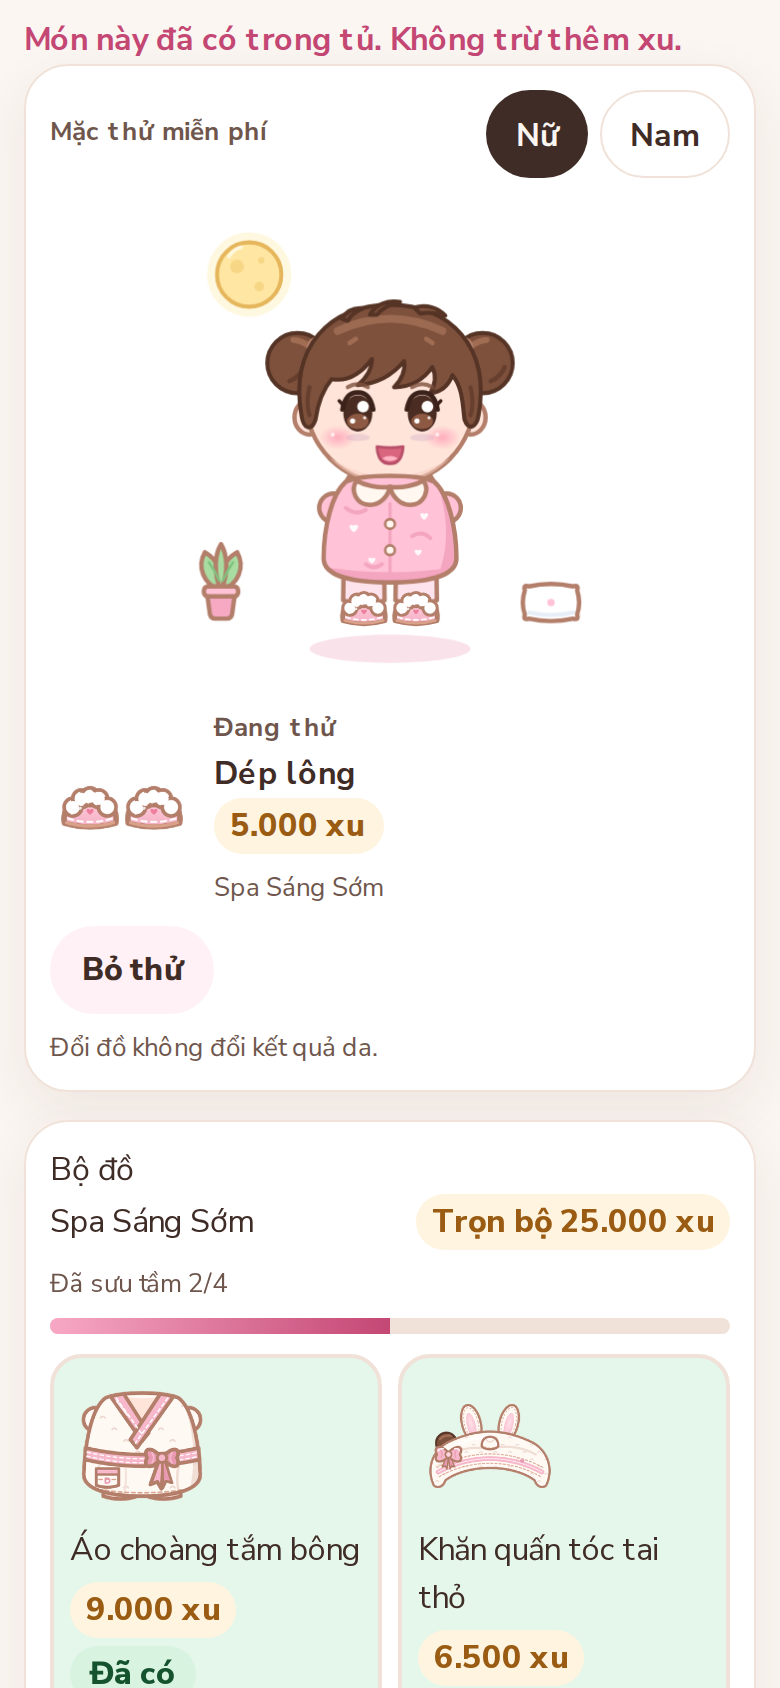 Món này đã có trong tủ. Không trừ thêm xu.
Mặc thử miễn phí
Nữ
Nam
Đang thử
Dép lông
5.000 xu
Spa Sáng Sớm
Bỏ thử
Đổi đồ không đổi kết quả da.
Bộ đồ
Spa Sáng Sớm
Trọn bộ 25.000 xu
Đã sưu tầm 2/4
Áo choàng tắm bông
9.000 xu
Đã có
Khăn quấn tóc tai
thỏ
6.500 xu